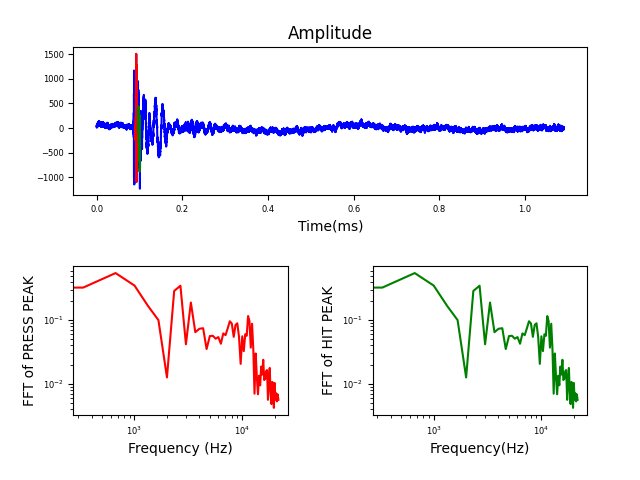 Amplitude
1500
1000
500
0
−500
−1000
0.0 0.2 0.4 0.6 0.8 1.0
Time(ms)
FFT of PRESS PEAK
10⁻¹
10⁻²
10³ 10⁴
Frequency (Hz)
FFT of HIT PEAK
10⁻¹
10⁻²
10³ 10⁴
Frequency(Hz)